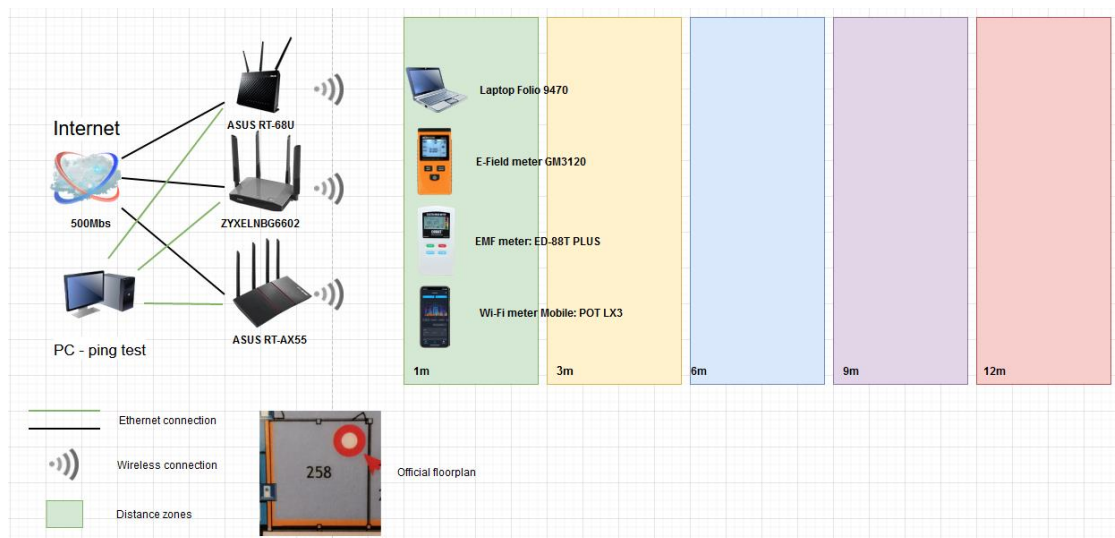 Internet
500Mbs
PC - ping test
ASUS RT-68U
ZYXELNBG6602
ASUS RT-AX55
Laptop Folio 9470
E-Field meter GM3120
EMF meter: ED-88T PLUS
Wi-Fi meter Mobile: POT LX3
1m
3m
6m
9m
12m
Ethernet connection
Wireless connection
Distance zones
258
Official floorplan